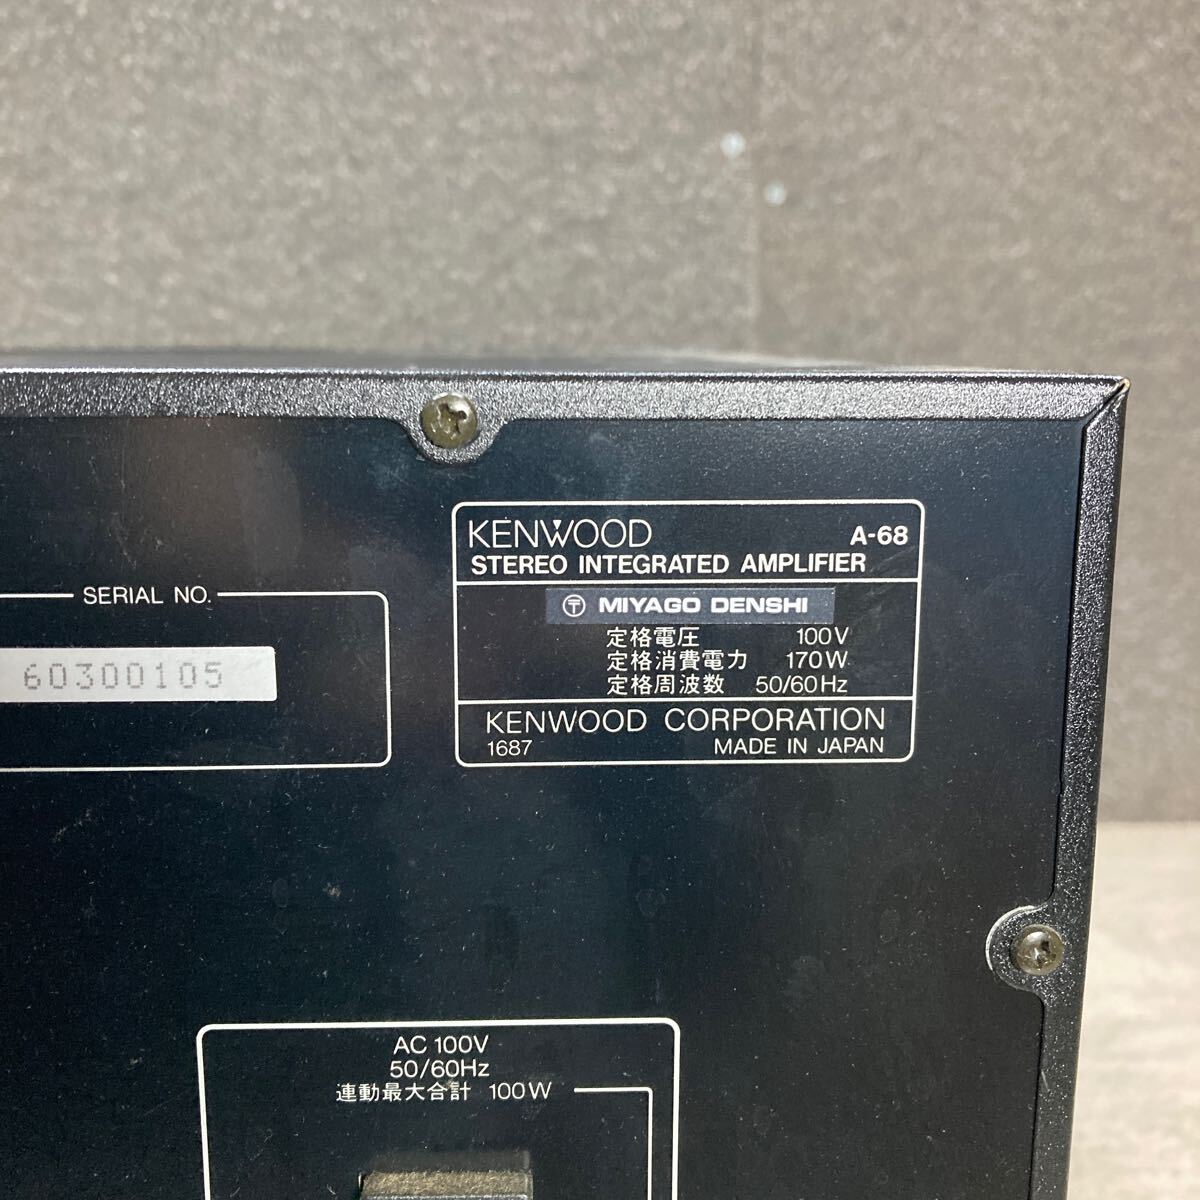 KENWOOD A-68
STEREO INTEGRATED AMPLIFIER
〒 MIYAGO DENSHI
定格電圧 100V
定格消費電力 170W
定格周波数 50/60Hz
KENWOOD CORPORATION
1687 MADE IN JAPAN
SERIAL NO.
60300105
AC 100V
50/60Hz
連動最大合計 100W